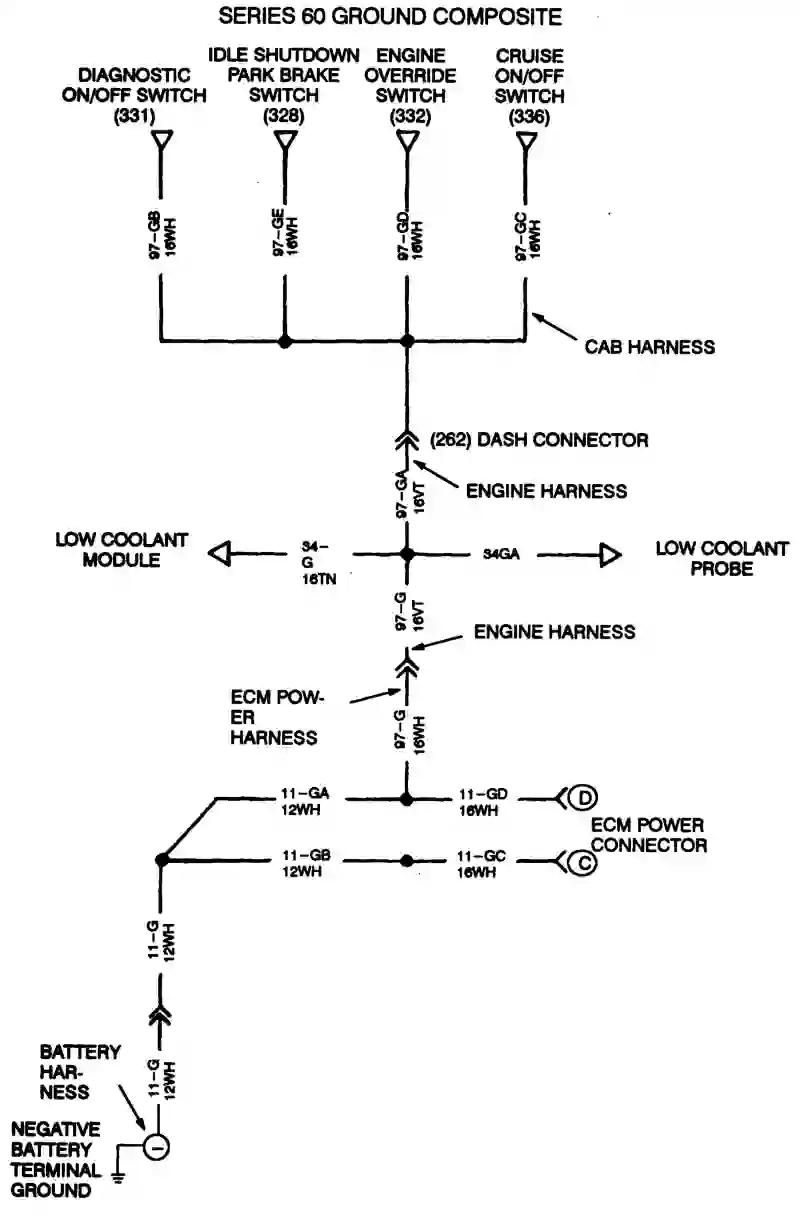 SERIES 60 GROUND COMPOSITE
DIAGNOSTIC
ON/OFF SWITCH
(331)
IDLE SHUTDOWN
PARK BRAKE
SWITCH
(328)
ENGINE
OVERRIDE
SWITCH
(332)
CRUISE
ON/OFF
SWITCH
(336)
97-GB
16WH
97-GE
16WH
97-GD
16WH
97-GC
16WH
CAB HARNESS
(262) DASH CONNECTOR
97-GA
16VT
ENGINE HARNESS
LOW COOLANT
MODULE
34-
G
16TN
34GA
LOW COOLANT
PROBE
97-G
16VT
ENGINE HARNESS
ECM POW-
ER
HARNESS
97-G
16WH
11-GA
12WH
11-GD
16WH
D
ECM POWER
CONNECTOR
11-GB
12WH
11-GC
16WH
C
11-G
12WH
BATTERY
HAR-
NESS
11-G
12WH
NEGATIVE
BATTERY
TERMINAL
GROUND